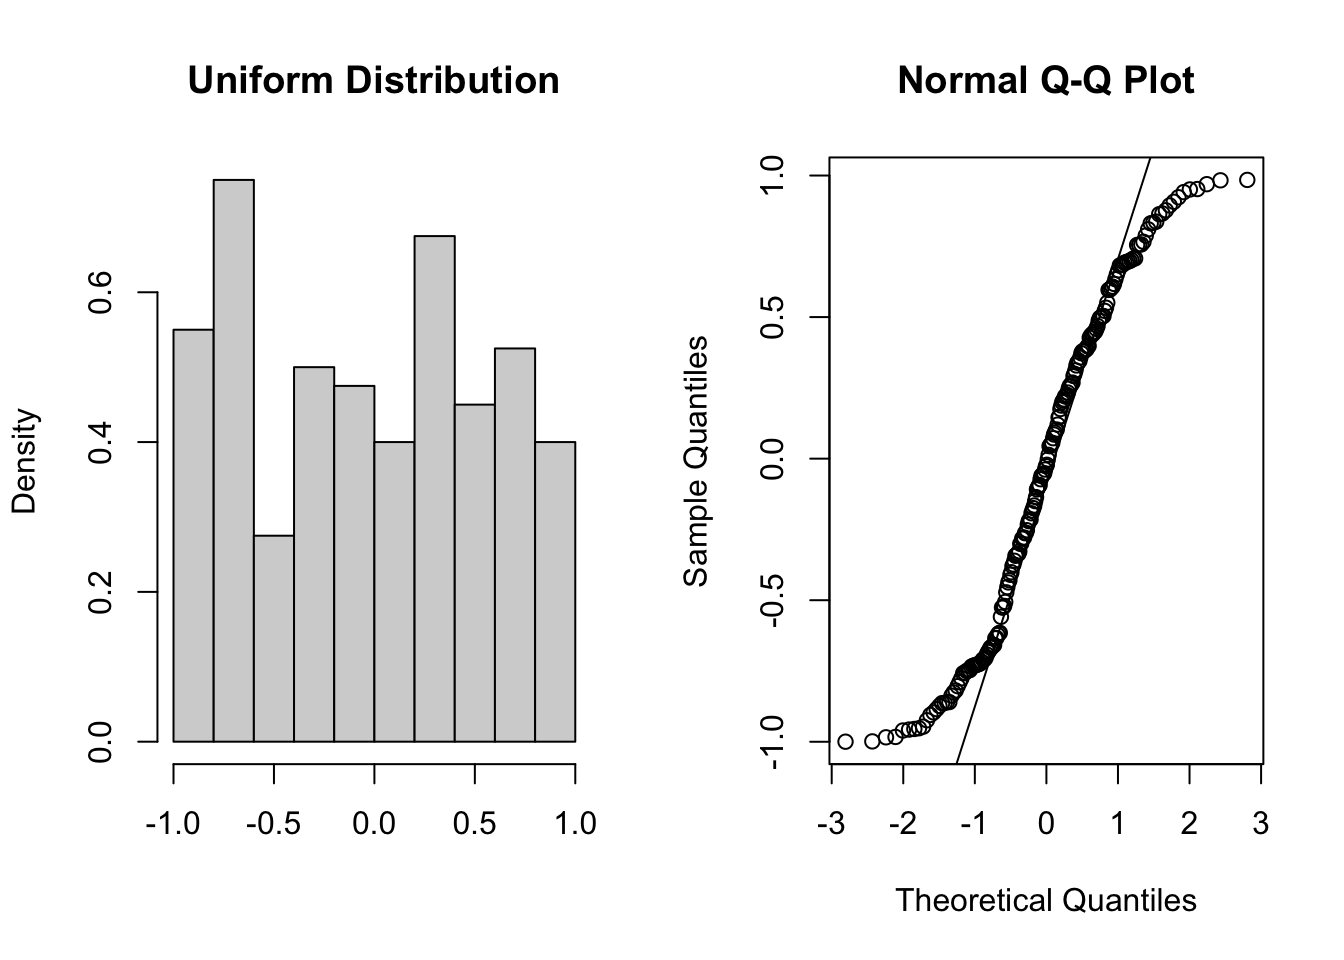 Uniform Distribution
Density
0.0
0.2
0.4
0.6
-1.0 -0.5 0.0 0.5 1.0
Normal Q-Q Plot
Sample Quantiles
-1.0
-0.5
0.0
0.5
1.0
-3 -2 -1 0 1 2 3
Theoretical Quantiles